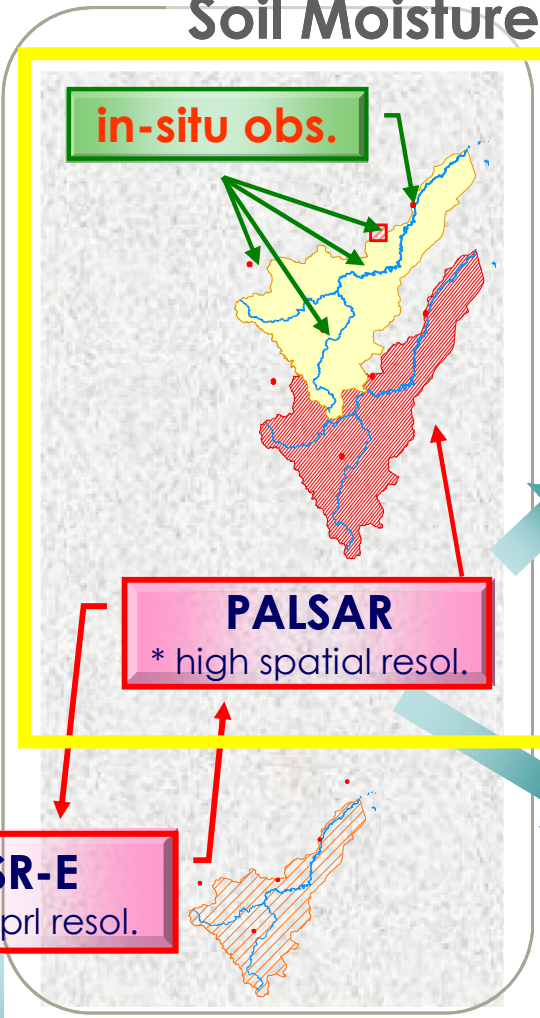 Soil Moisture
in-situ obs.
PALSAR
* high spatial resol.
SR-E
prl resol.